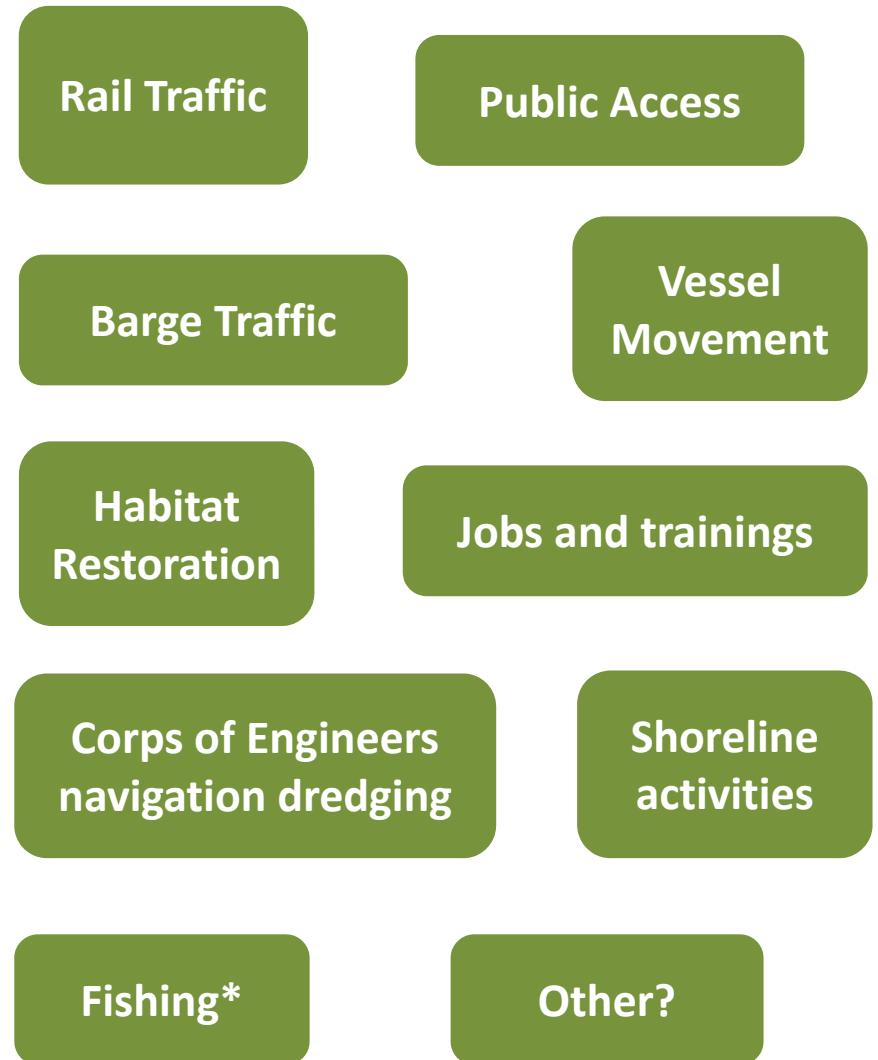 Rail Traffic
Public Access
Barge Traffic
Vessel
Movement
Habitat
Restoration
Jobs and trainings
Corps of Engineers
navigation dredging
Shoreline
activities
Fishing*
Other?